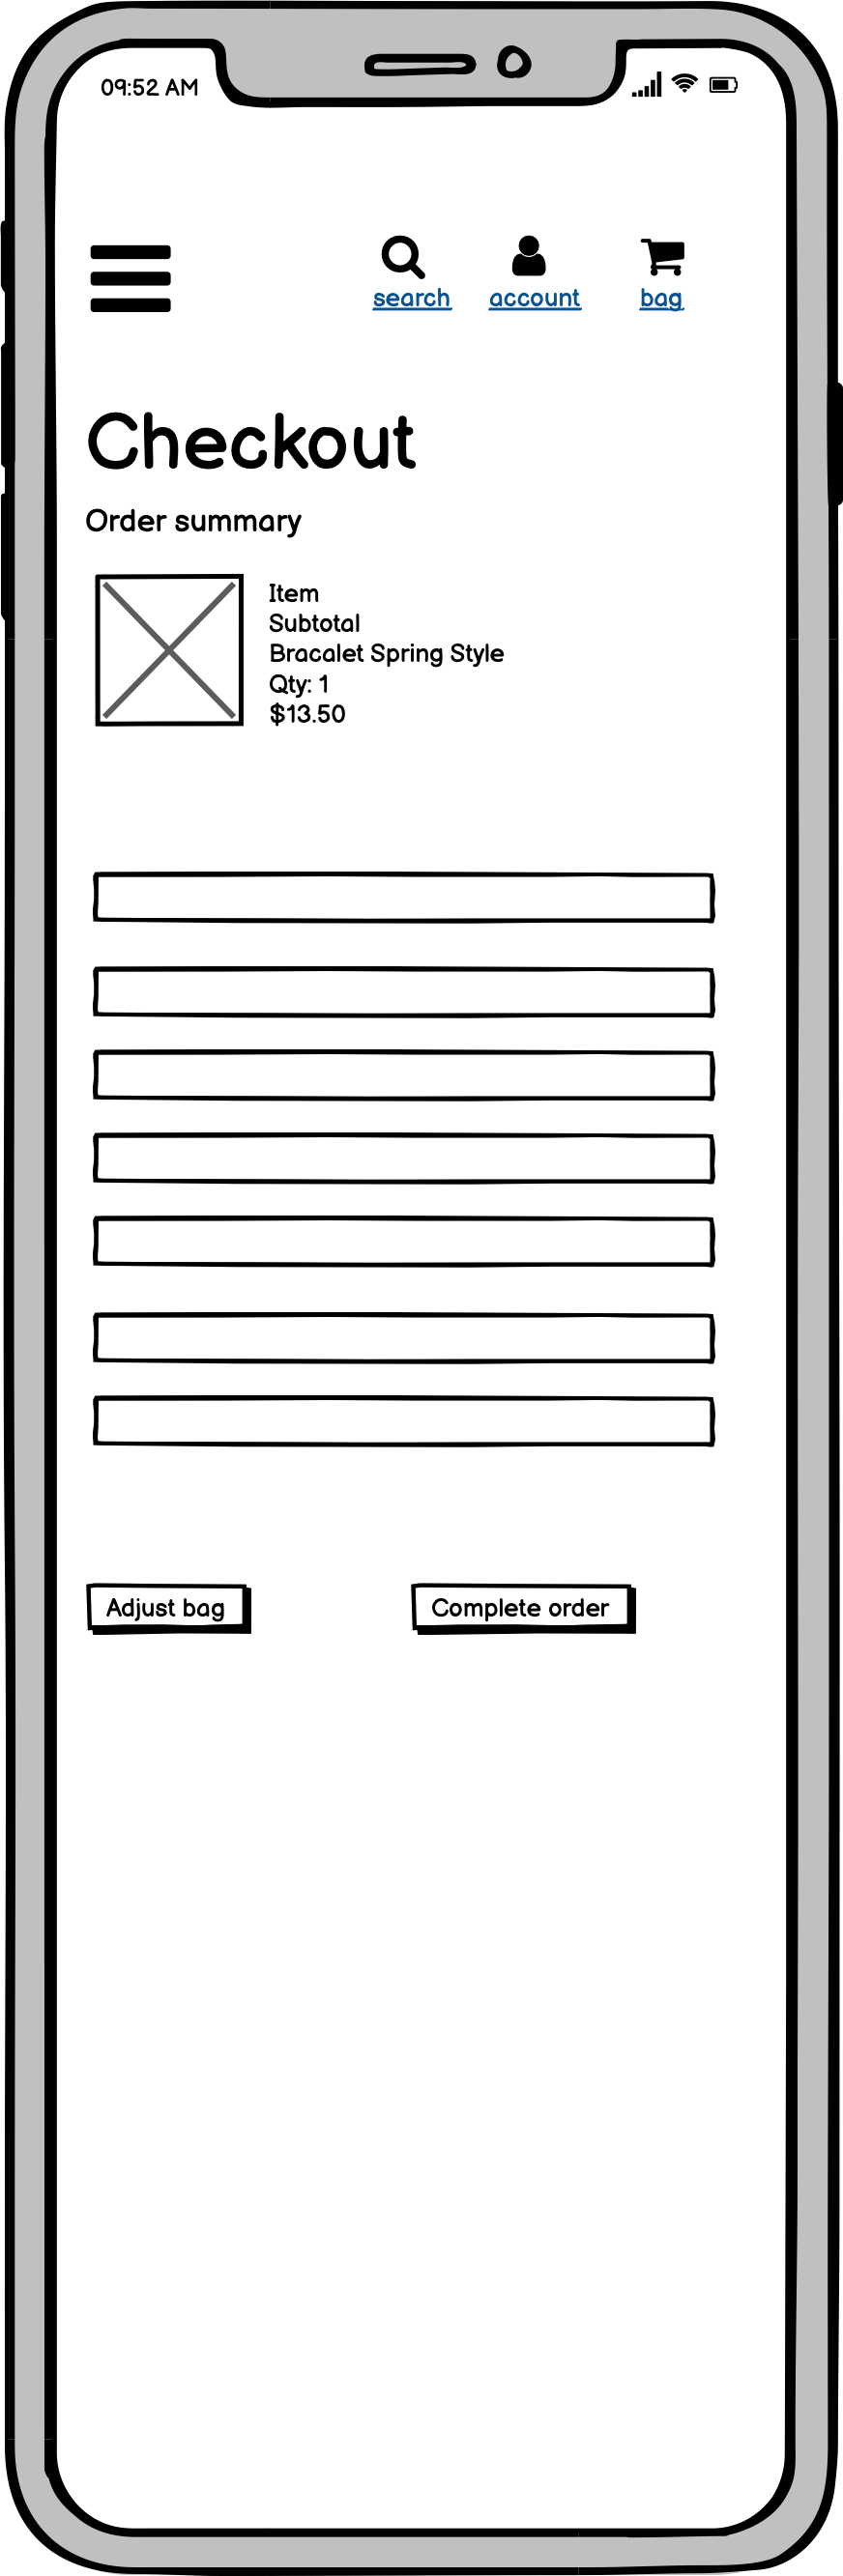 09:52 AM
search account bag
Checkout
Order summary
Item
Subtotal
Bracalet Spring Style
Qty: 1
$13.50
Adjust bag Complete order